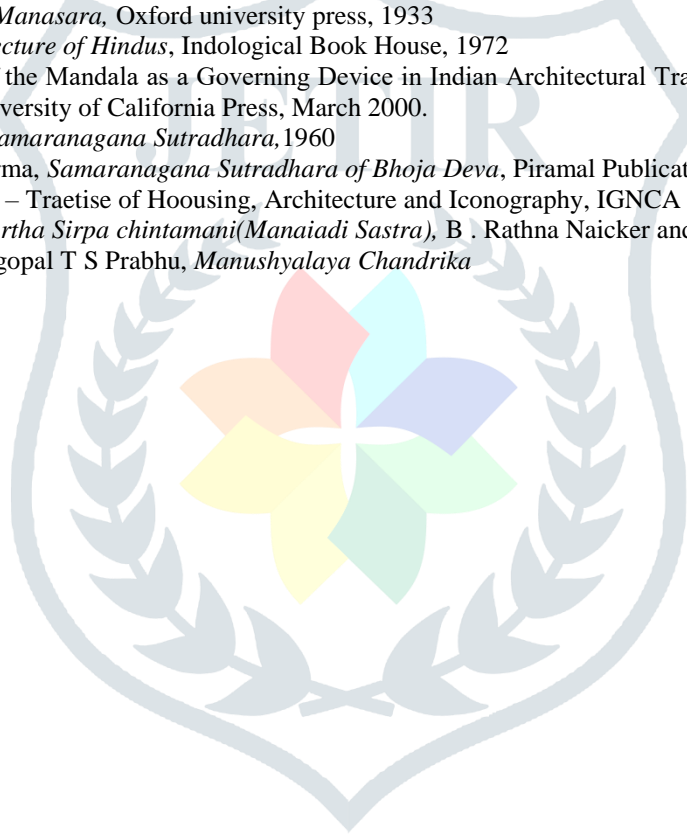 Manasara, Oxford university press, 1933
ecture of Hindus, Indological Book House, 1972
the Mandala as a Governing Device in Indian Architectural Tra
versity of California Press, March 2000.
amaranagana Sutradhara,1960
rma, Samaranagana Sutradhara of Bhoja Deva, Piramal Publicat
– Traetise of Hoousing, Architecture and Iconography, IGNCA
rtha Sirpa chintamani(Manaiadi Sastra), B . Rathna Naicker and
gopal T S Prabhu, Manushyalaya Chandrika
JETIR